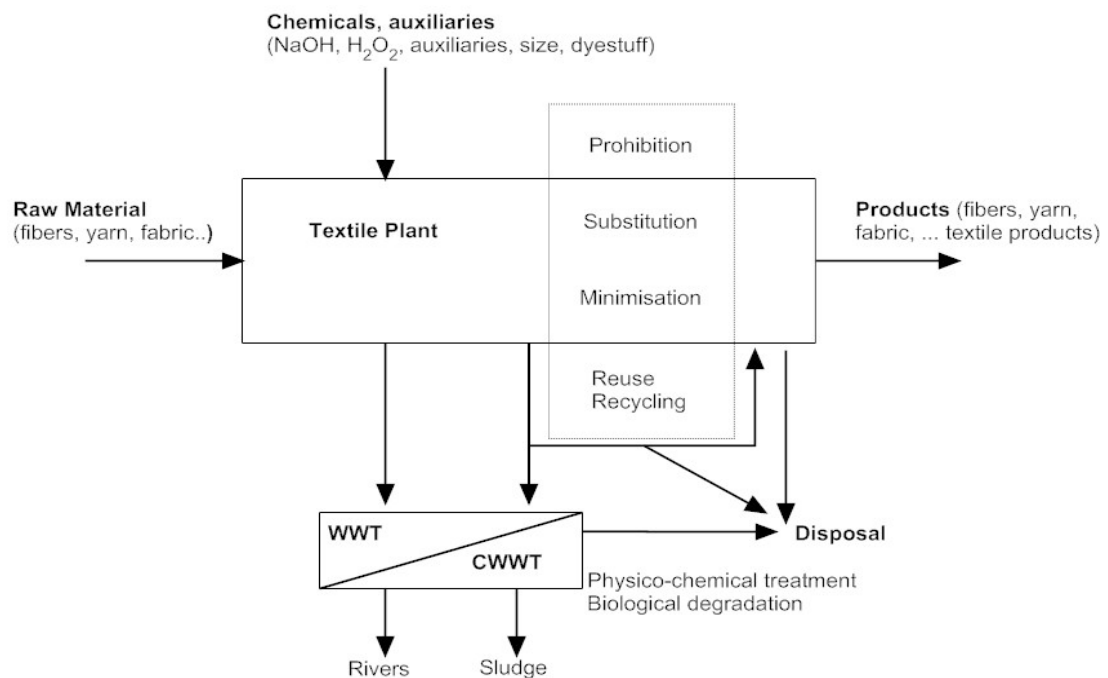 Chemicals, auxiliaries
(NaOH, H₂O₂, auxiliaries, size, dyestuff)
Prohibition
Raw Material
(fibers, yarn, fabric..)
Textile Plant
Substitution
Minimisation
Products (fibers, yarn,
fabric, ... textile products)
Reuse
Recycling
WWT
CWWT
Disposal
Physico-chemical treatment
Biological degradation
Rivers
Sludge